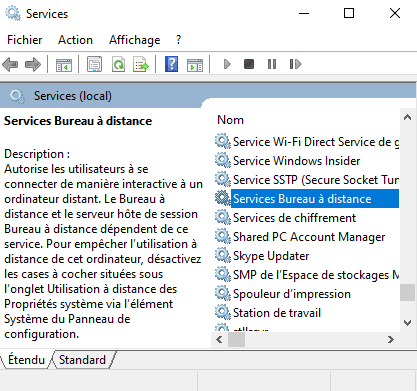 Services
Fichier Action Affichage ?
Services (local)
Services Bureau à distance
Description :
Autorise les utilisateurs à se
connecter de manière interactive à un
ordinateur distant. Le Bureau à
distance et le serveur hôte de session
Bureau à distance dépendent de ce
service. Pour empêcher l'utilisation à
distance de cet ordinateur, désactivez
les cases à cocher situées sous
l'onglet Utilisation à distance des
Propriétés système via l'élément
Système du Panneau de
configuration.
Nom
Service Wi-Fi Direct Service de
Service Windows Insider
Service SSTP (Secure Socket Tun
Services Bureau à distance
Services de chiffrement
Shared PC Account Manager
Skype Updater
SMP de l'Espace de stockages M
Spouleur d'impression
Station de travail
Étendu Standard